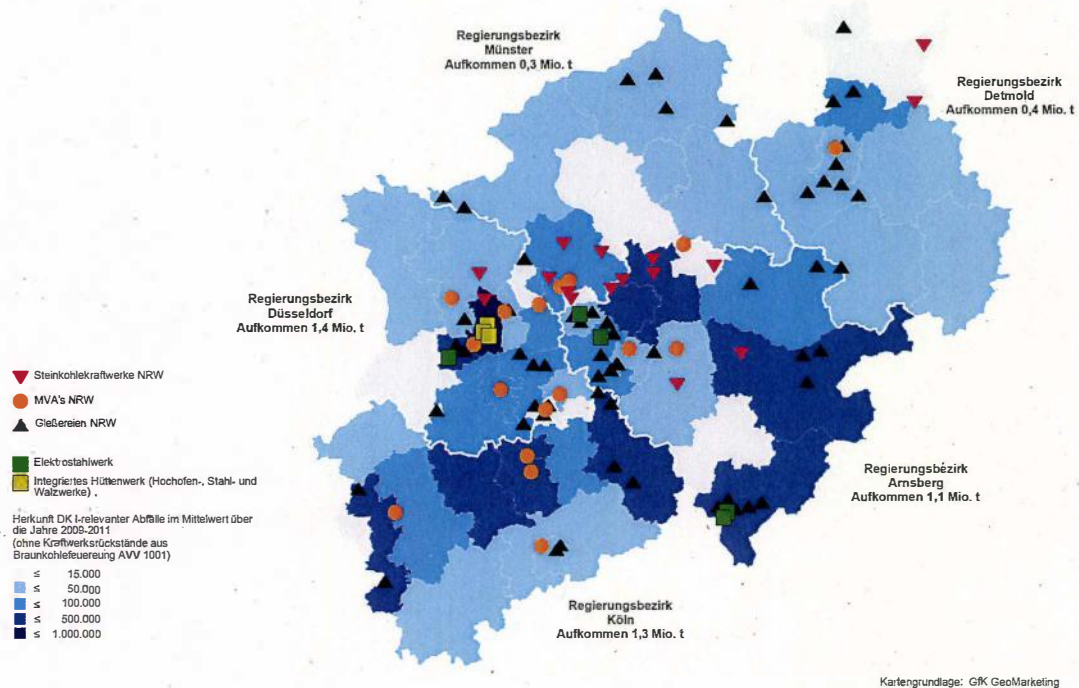 Regierungsbezirk
Münster
Aufkommen 0,3 Mio. t
Regierungsbezirk
Detmold
Aufkommen 0,4 Mio. t
Regierungsbezirk
Düsseldorf
Aufkommen 1,4 Mio. t
Steinkohlekraftwerke NRW
MVA's NRW
Gießereien NRW
Elektrostahlwerk
Integriertes Hüttenwerk (Hochofen-, Stahl- und
Walzwerke) .
Herkunft DK I-relevanter Abfälle im Mittelwert über
die Jahre 2009-2011
(ohne Kraftwerksrückstände aus
Braunkohlefeuereung AVV 1001)
≤ 15.000
≤ 50.000
≤ 100.000
≤ 500.000
≤ 1.000.000
Regierungsbezirk
Arnsberg
Aufkommen 1,1 Mio. t
Regierungsbezirk
Köln
Aufkommen 1,3 Mio. t
Kartengrundlage: GfK GeoMarketing